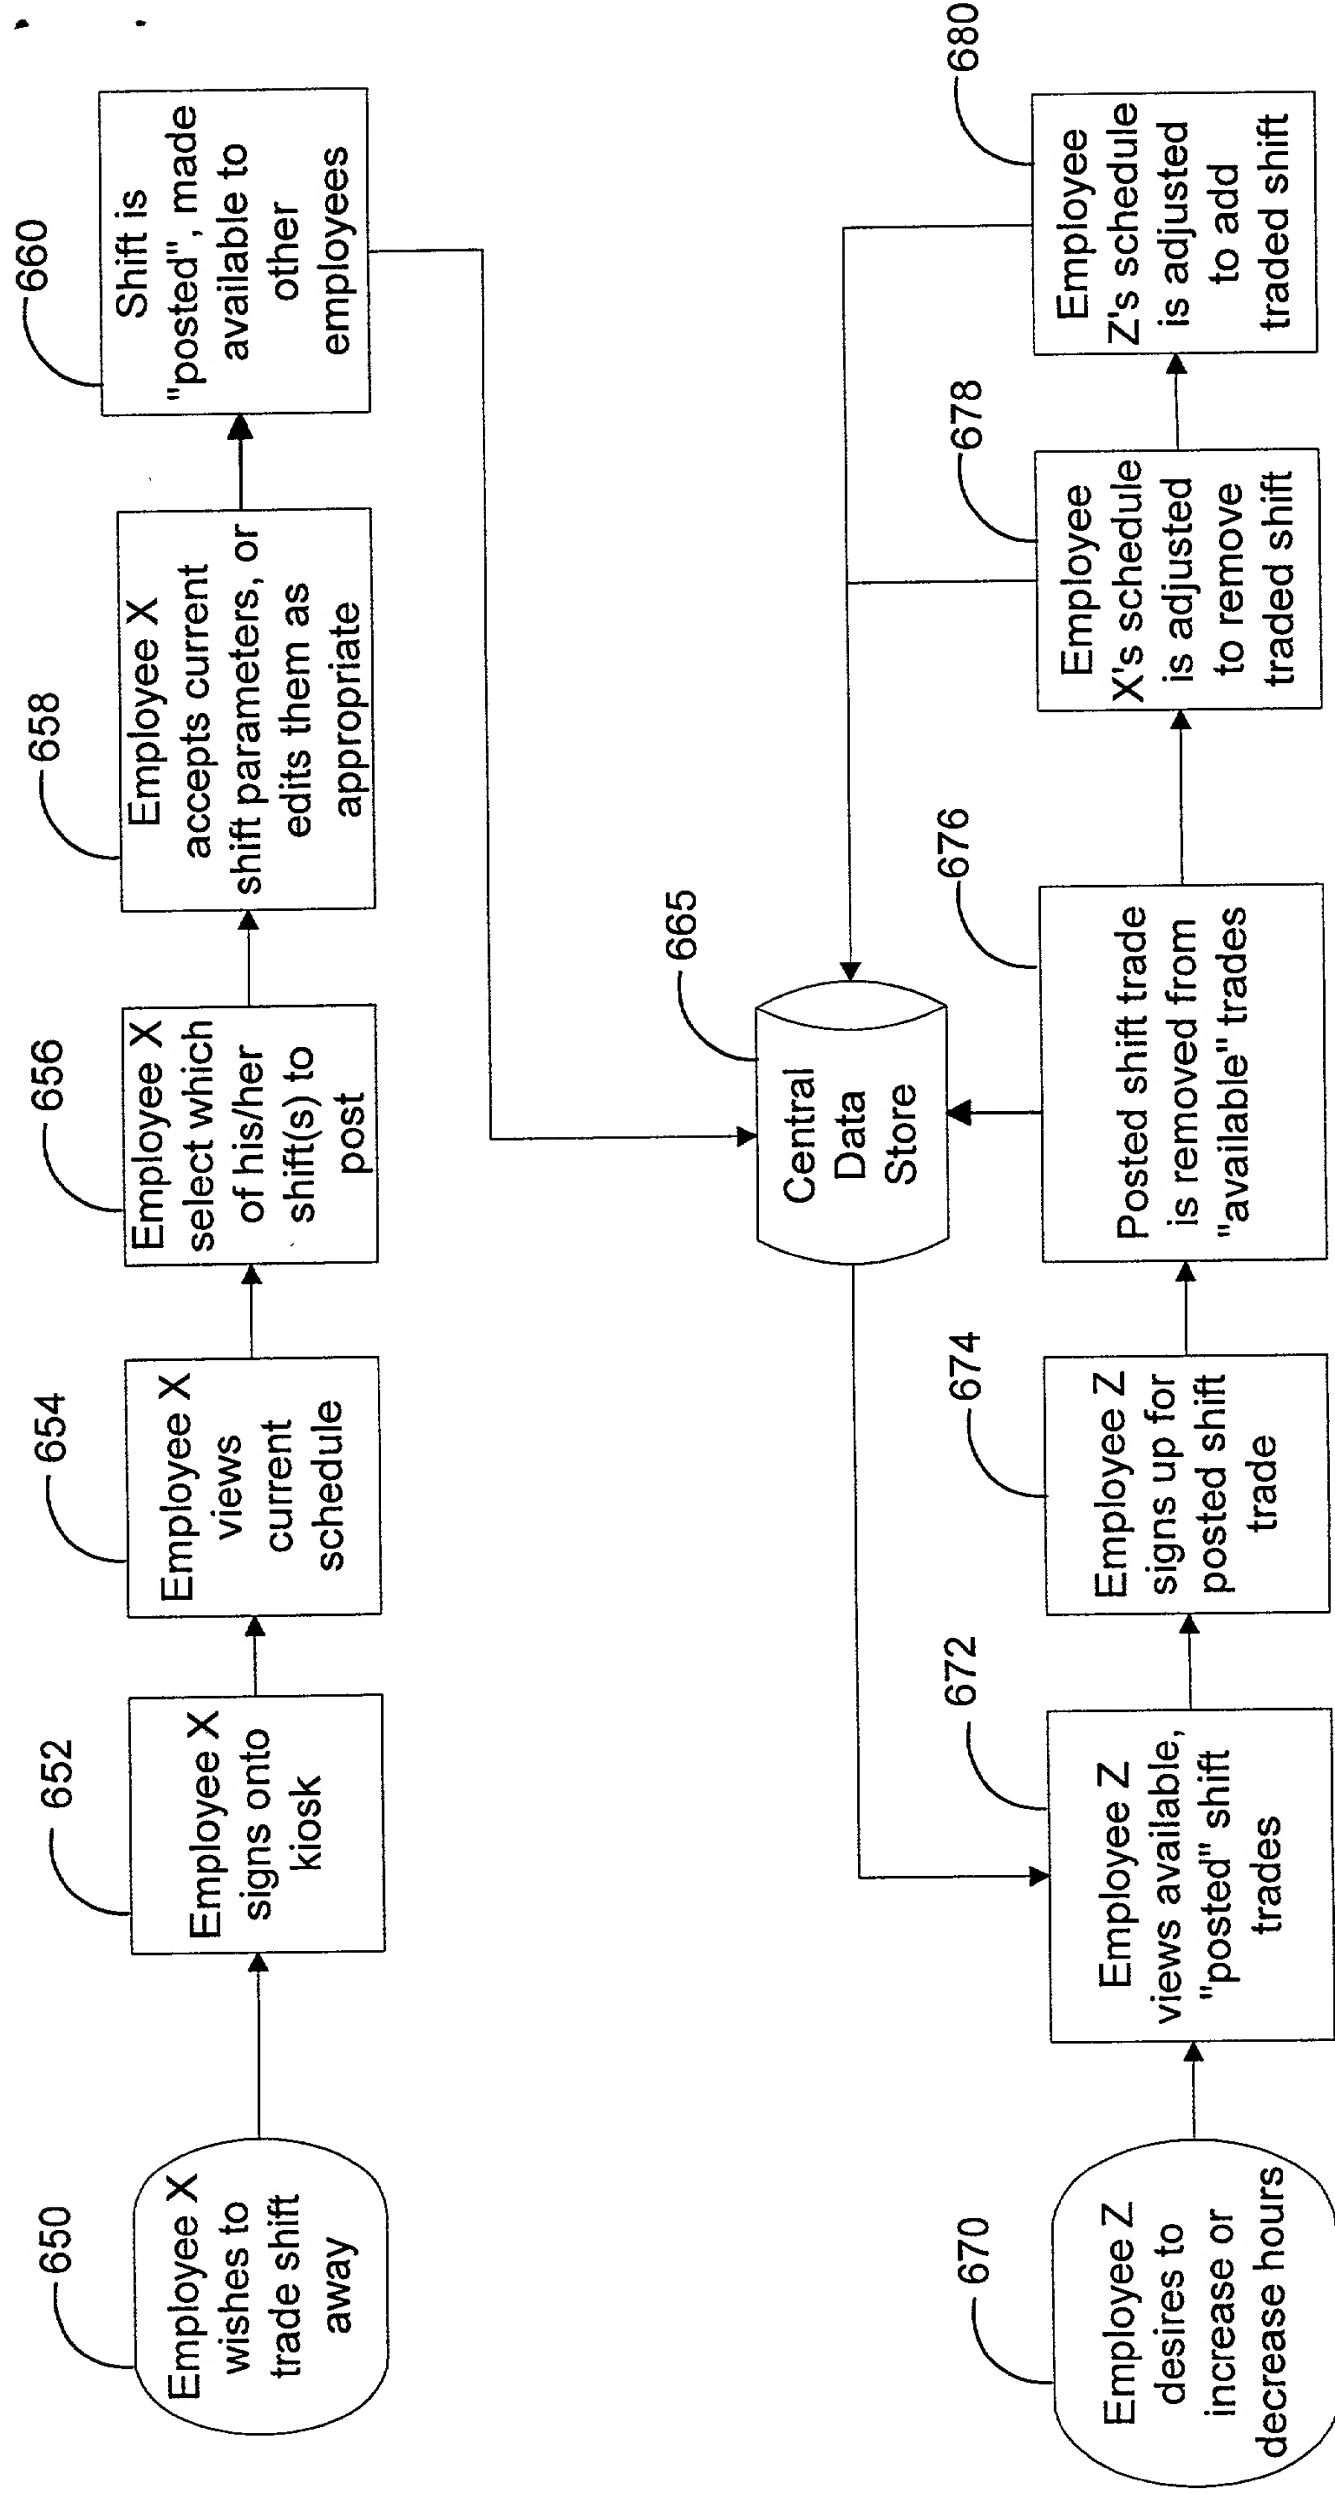 650
Employee X
wishes to
trade shift
away
652
Employee X
signs onto
kiosk
654
Employee X
views
current
schedule
656
Employee X
select which
of his/her
shift(s) to
post
658
Employee X
accepts current
shift parameters, or
edits them as
appropriate
660
Shift is
"posted", made
available to
other
employees
665
Central
Data
Store
670
Employee Z
desires to
increase or
decrease hours
672
Employee Z
views available,
"posted" shift
trades
674
Employee Z
signs up for
posted shift
trade
676
Posted shift trade
is removed from
"available" trades
678
Employee
X's schedule
is adjusted
to remove
traded shift
680
Employee
Z's schedule
is adjusted
to add
traded shift